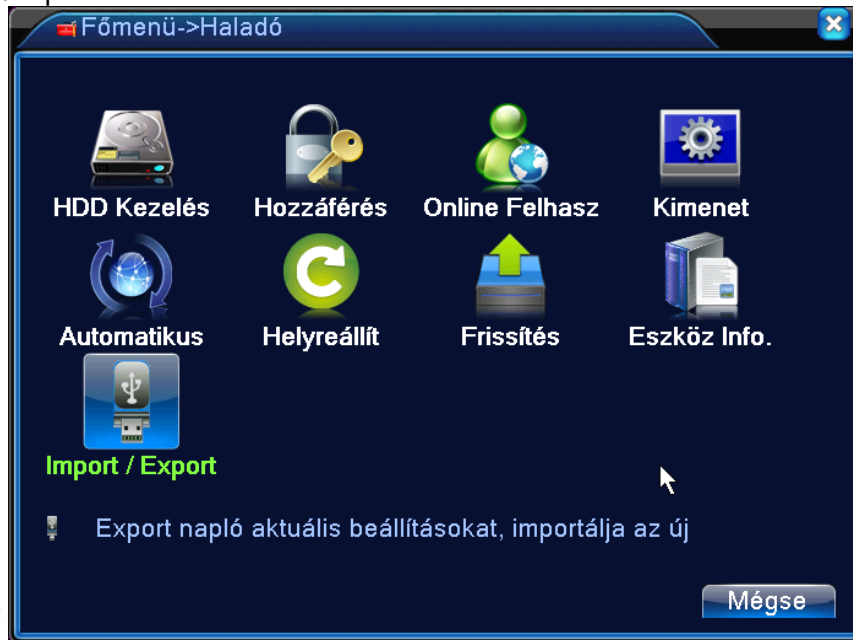 Főmenü->Haladó
HDD Kezelés Hozzáférés Online Felhasz Kimenet
Automatikus Helyreállít Frissítés Eszköz Info.
Import / Export
Export napló aktuális beállításokat, importálja az új
Mégse